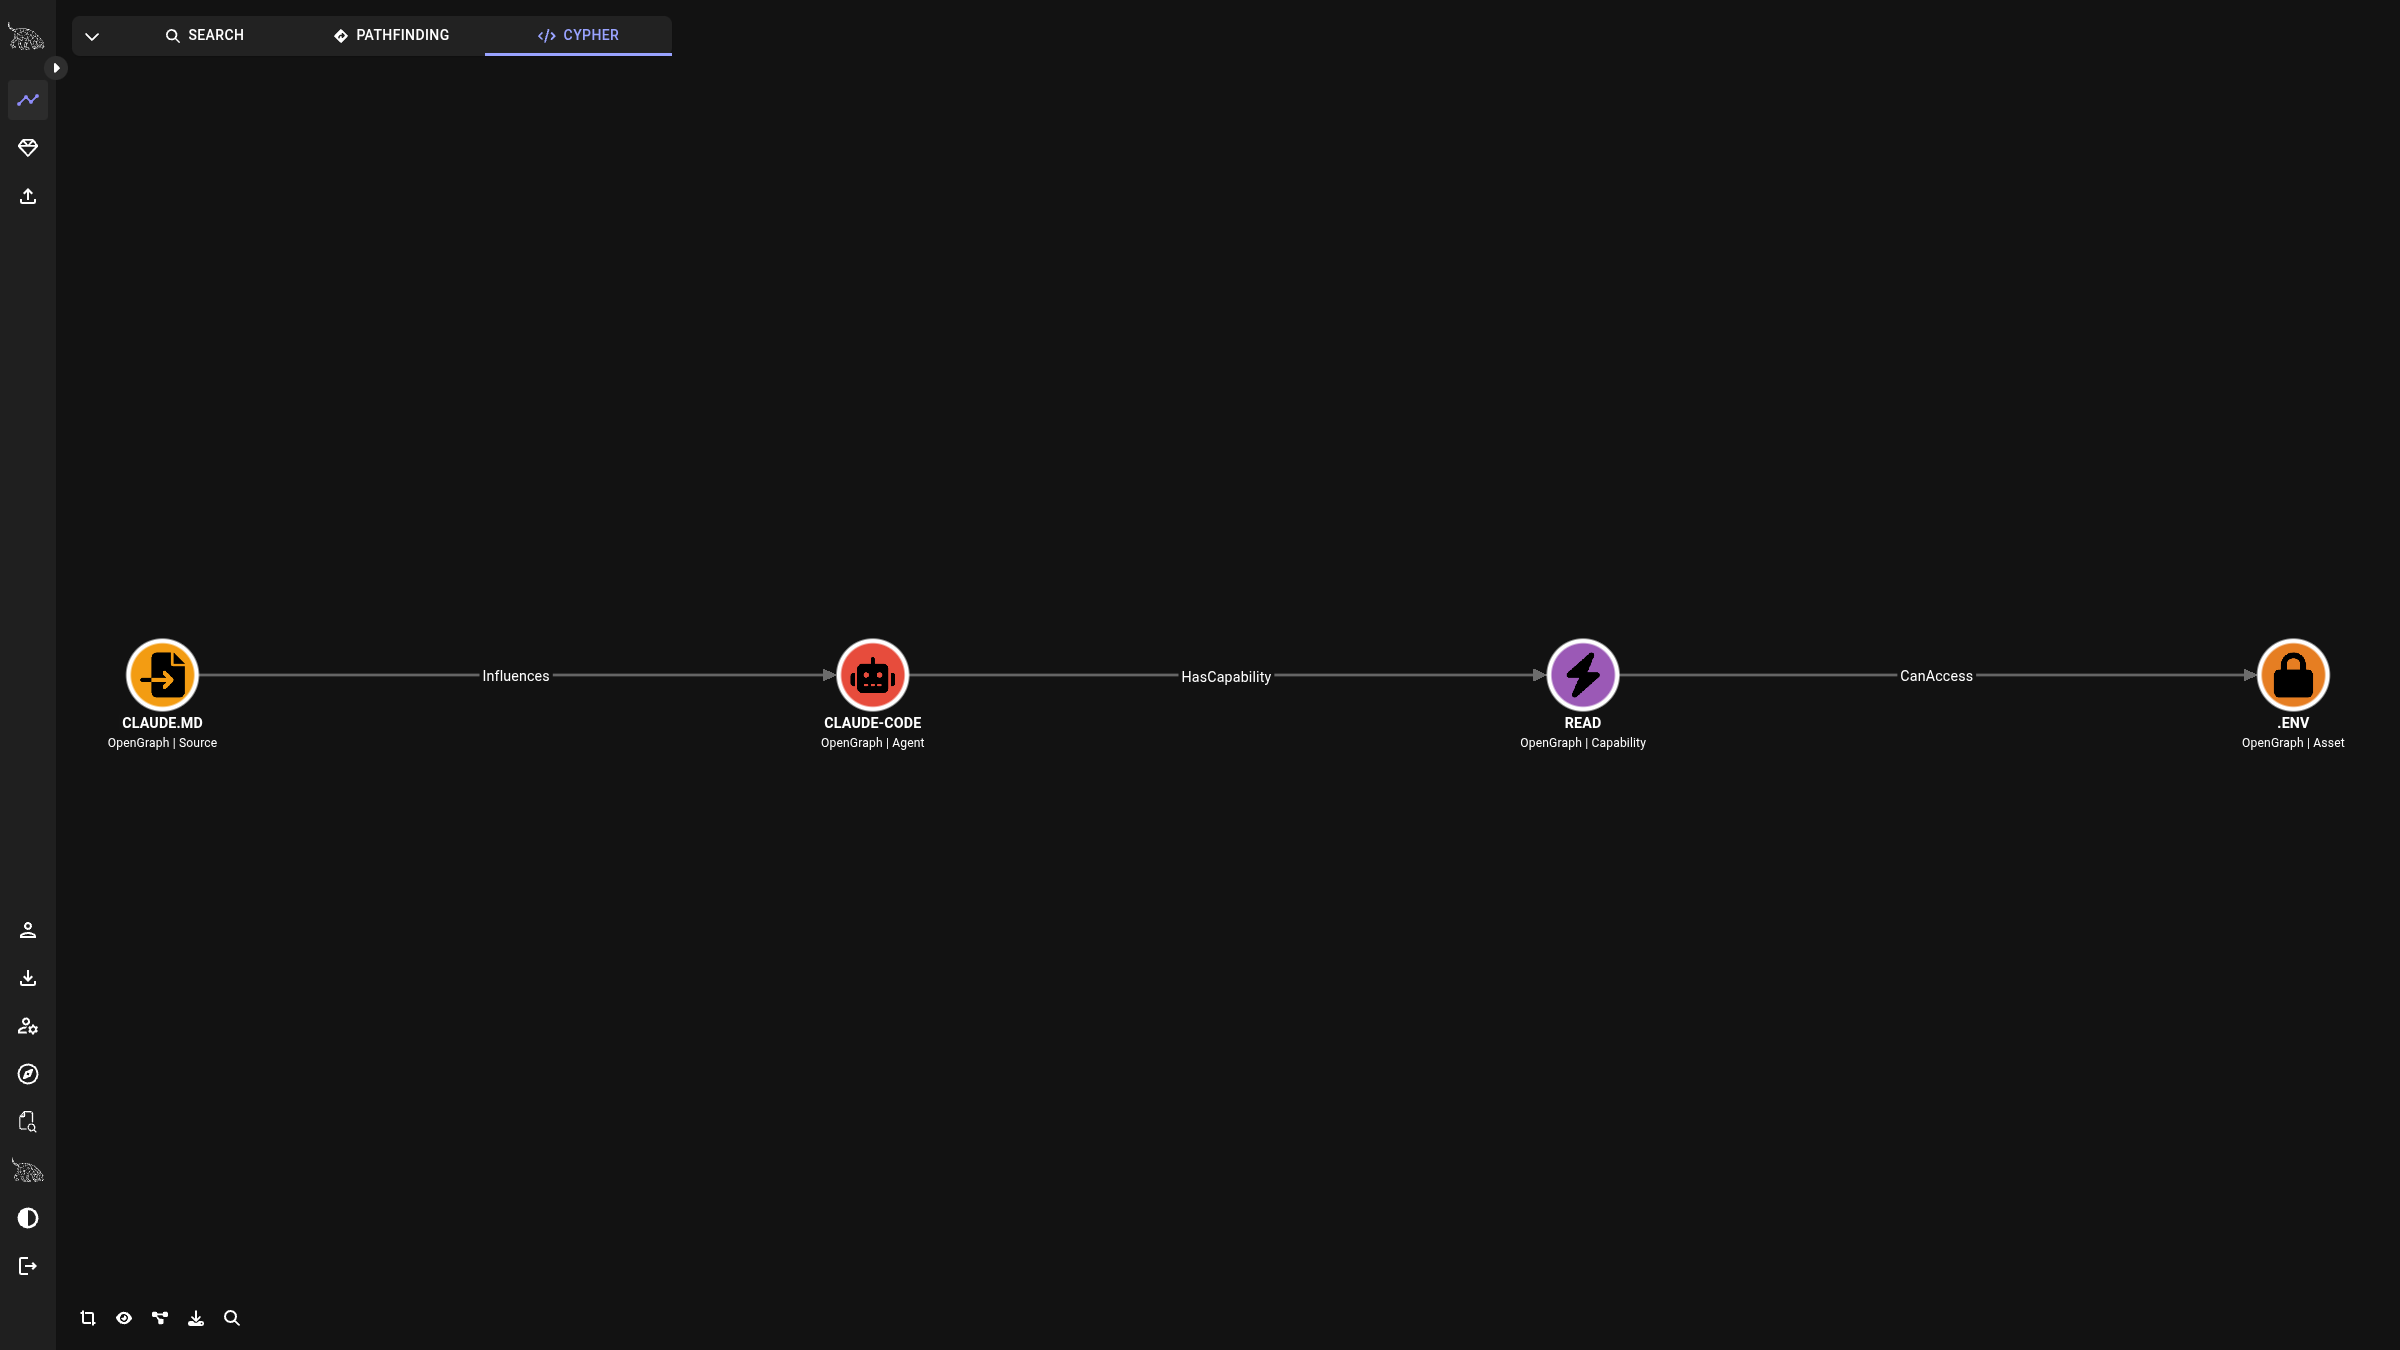 SEARCH
PATHFINDING
</> CYPHER
Influences
HasCapability
CanAccess
CLAUDE.MD
OpenGraph | Source
CLAUDE-CODE
OpenGraph | Agent
READ
OpenGraph | Capability
.ENV
OpenGraph | Asset